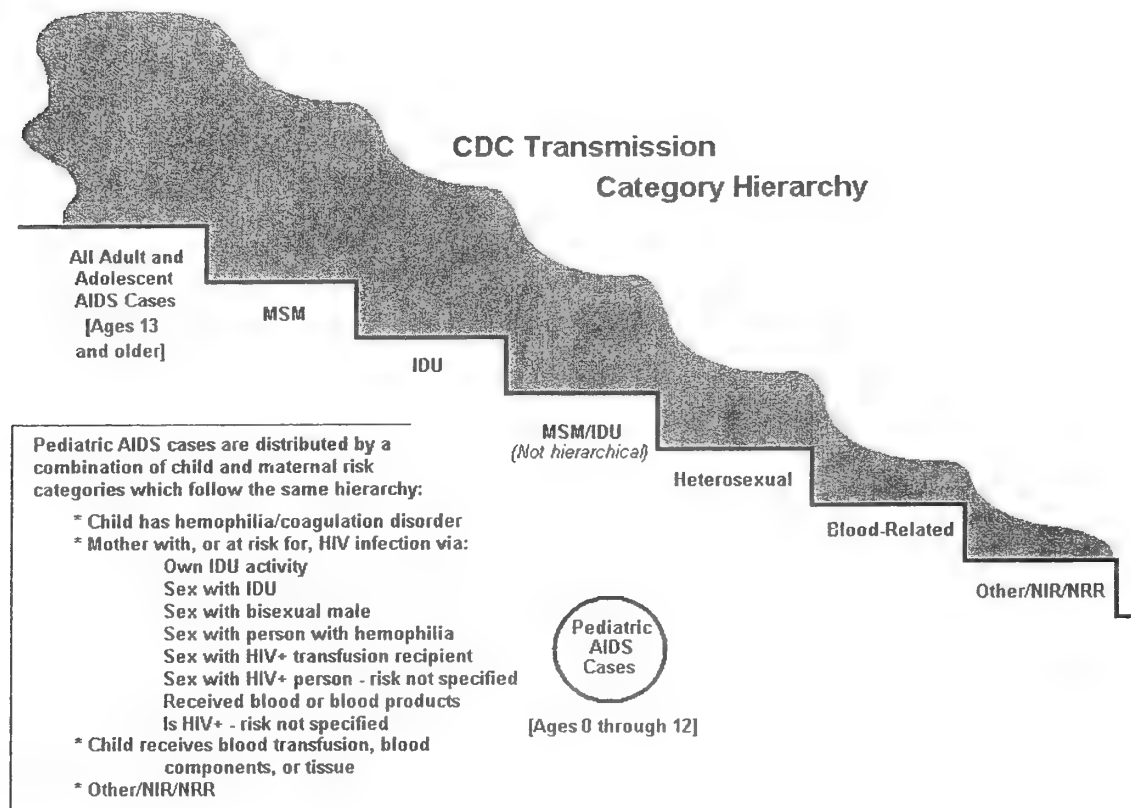 CDC Transmission
Category Hierarchy
All Adult and
Adolescent
AIDS Cases
[Ages 13
and older]
MSM
IDU
MSM/IDU
(Not hierarchical)
Heterosexual
Blood-Related
Other/NIR/NRR
Pediatric AIDS cases are distributed by a
combination of child and maternal risk
categories which follow the same hierarchy:
* Child has hemophilia/coagulation disorder
* Mother with, or at risk for, HIV infection via:
Own IDU activity
Sex with IDU
Sex with bisexual male
Sex with person with hemophilia
Sex with HIV+ transfusion recipient
Sex with HIV+ person - risk not specified
Received blood or blood products
Is HIV+ - risk not specified
* Child receives blood transfusion, blood
components, or tissue
* Other/NIR/NRR
Pediatric
AIDS
Cases
[Ages 0 through 12]